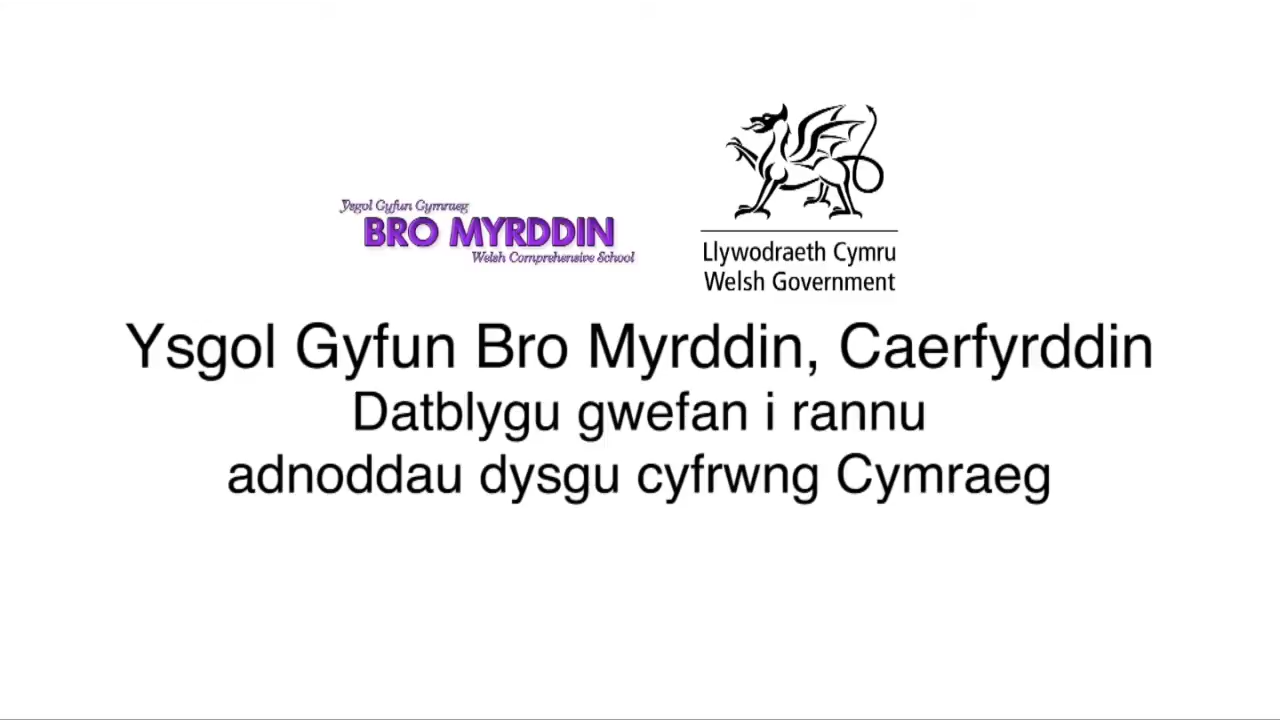 Ysgol Gyfun Gymraeg
BRO MYRDDIN
Welsh Comprehensive School
Llywodraeth Cymru
Welsh Government
Ysgol Gyfun Bro Myrddin, Caerfyrddin
Datblygu gwefan i rannu
adnoddau dysgu cyfrwng Cymraeg